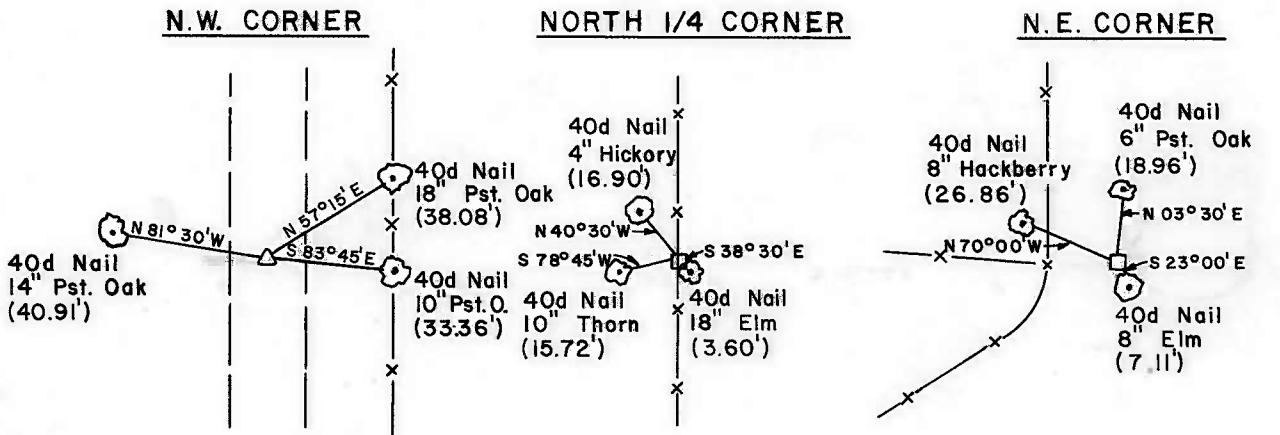 N.W. CORNER
N 57°15' E
40d Nail
18" Pst. Oak
(38.08')
N 81°30' W
S 83°45' E
40d Nail
14" Pst. Oak
(40.91')
40d Nail
10" Pst. O.
(33.36')
NORTH 1/4 CORNER
40d Nail
4" Hickory
(16.90')
N 40°30' W
S 78°45' W
S 38°30' E
40d Nail
10" Thorn
(15.72')
40d Nail
18" Elm
(3.60')
N.E. CORNER
40d Nail
6" Pst. Oak
(18.96')
40d Nail
8" Hackberry
(26.86')
N 03°30' E
N 70°00' W
S 23°00' E
40d Nail
8" Elm
(7.11')